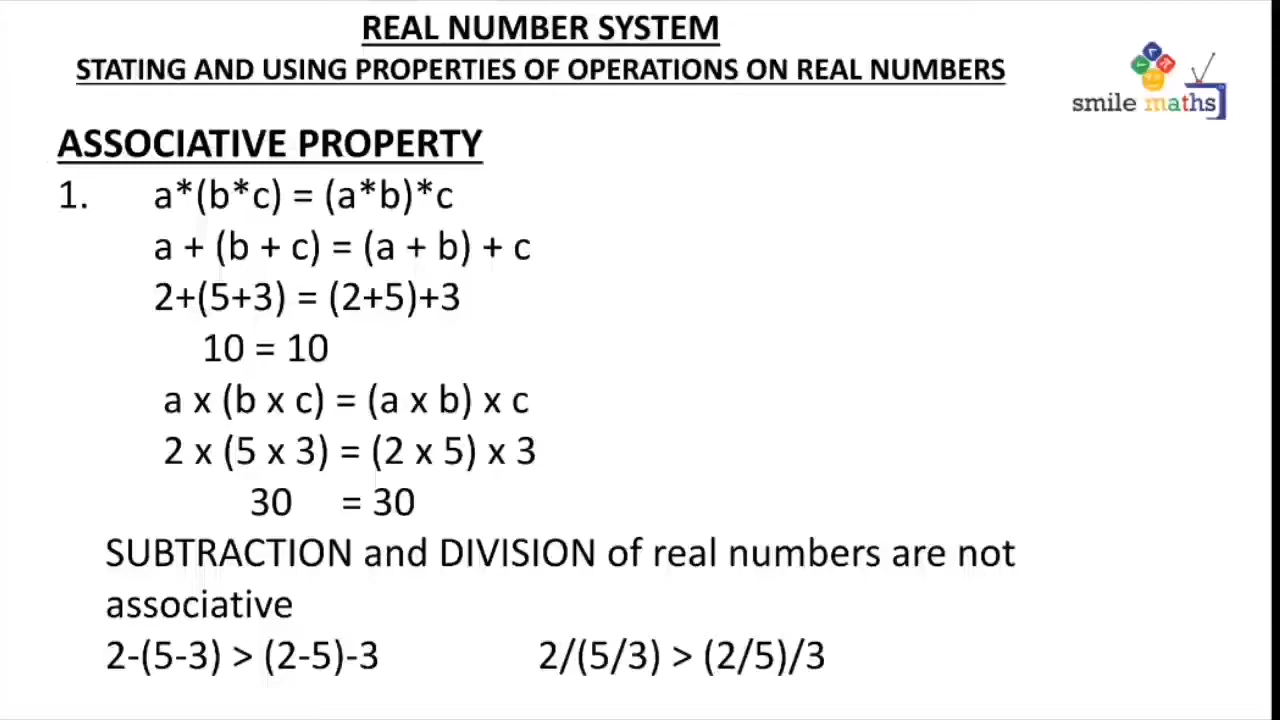 REAL NUMBER SYSTEM
STATING AND USING PROPERTIES OF OPERATIONS ON REAL NUMBERS
smile maths
ASSOCIATIVE PROPERTY
1. a*(b*c) = (a*b)*c
a + (b + c) = (a + b) + c
2+(5+3) = (2+5)+3
10 = 10
a x (b x c) = (a x b) x c
2 x (5 x 3) = (2 x 5) x 3
30 = 30
SUBTRACTION and DIVISION of real numbers are not
associative
2-(5-3) > (2-5)-3 2/(5/3) > (2/5)/3